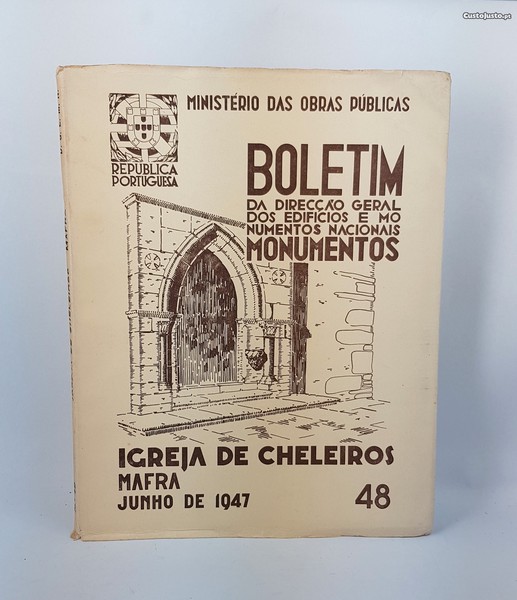 CustoJusto.pt
MINISTÉRIO DAS OBRAS PÚBLICAS
REPÚBLICA
PORTUGUESA
BOLETIM
DA DIRECÇÃO GERAL
DOS EDIFÍCIOS E MO
NUMENTOS NACIONAIS
MONUMENTOS
IGREJA DE CHELEIROS
MAFRA
JUNHO DE 1947
48